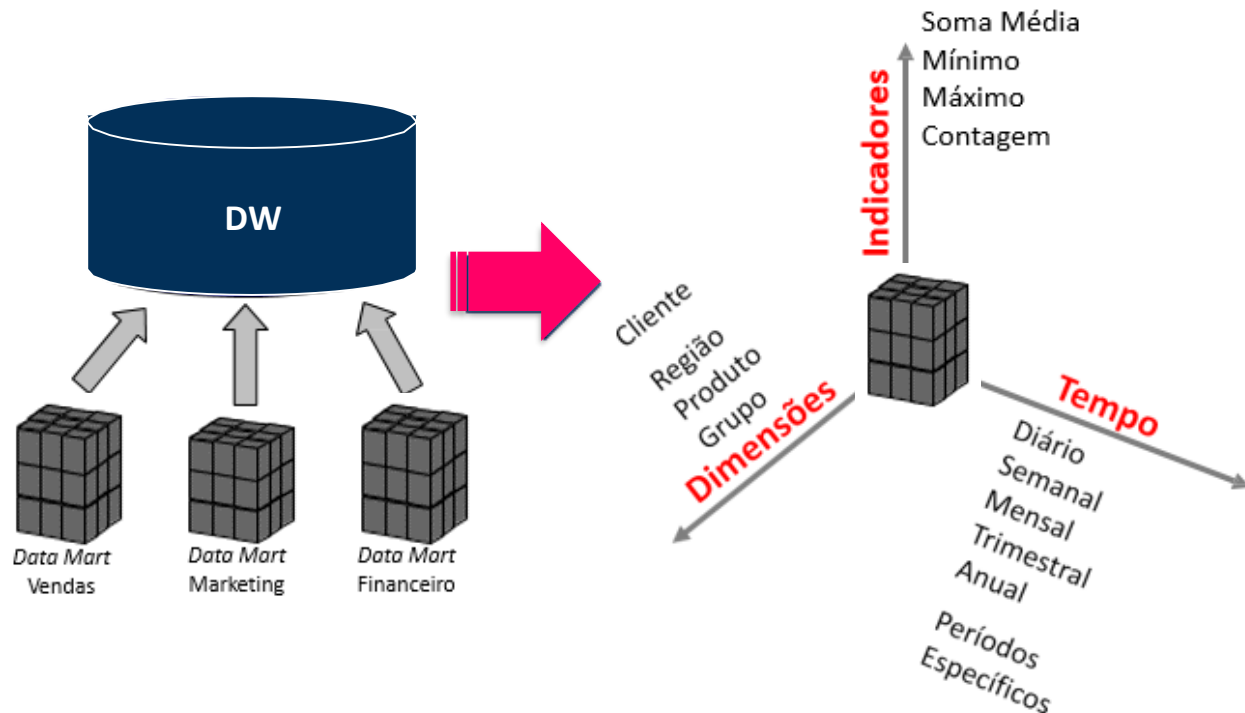 DW
Data Mart
Vendas
Data Mart
Marketing
Data Mart
Financeiro
Indicadores
Soma Média
Mínimo
Máximo
Contagem
Cliente
Região
Produto
Grupo
Dimensões
Tempo
Diário
Semanal
Mensal
Trimestral
Anual
Períodos
Específicos